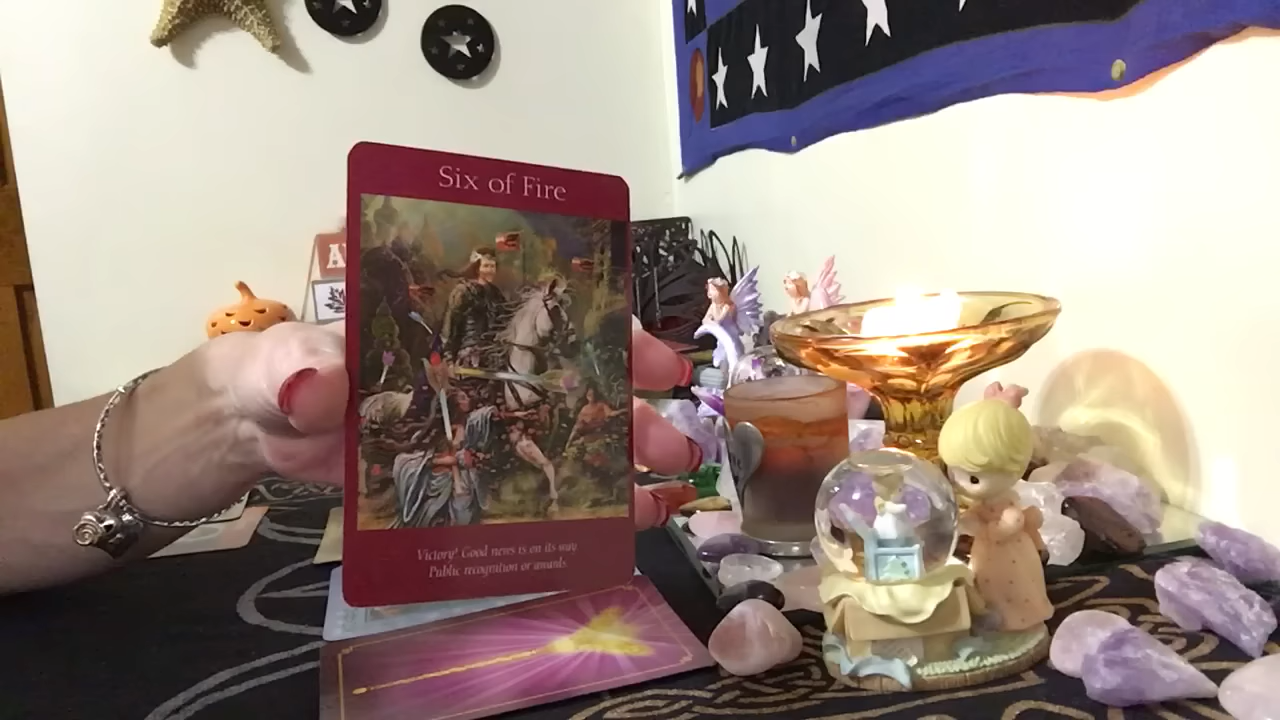 Six of Fire
A
Victory! Good news is on its way
Public recognition or awards.